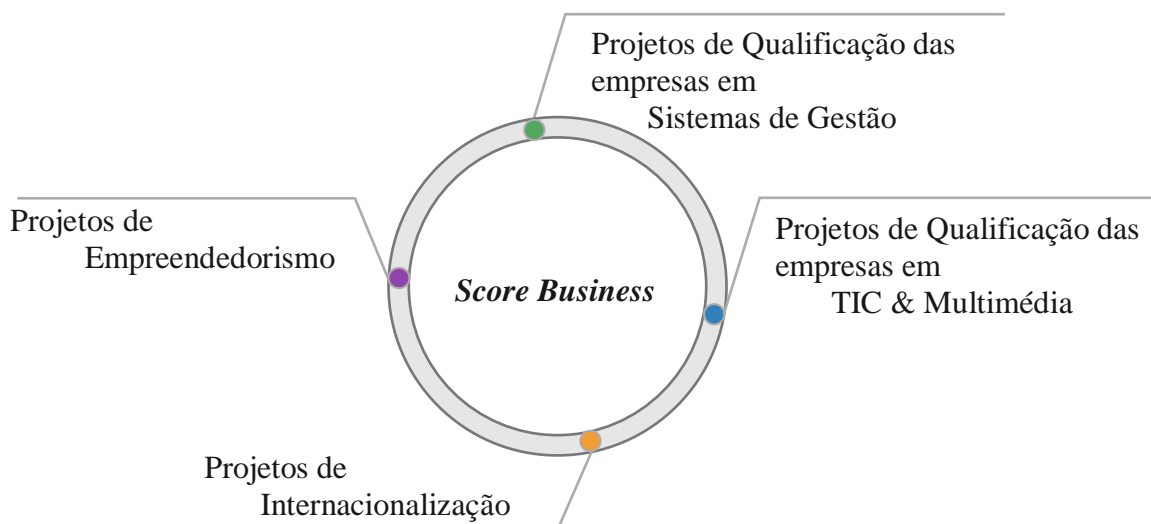 Projetos de Qualificação das
empresas em
Sistemas de Gestão
Projetos de
Empreendedorismo
Projetos de Qualificação das
empresas em
TIC & Multimédia
Score Business
Projetos de
Internacionalização